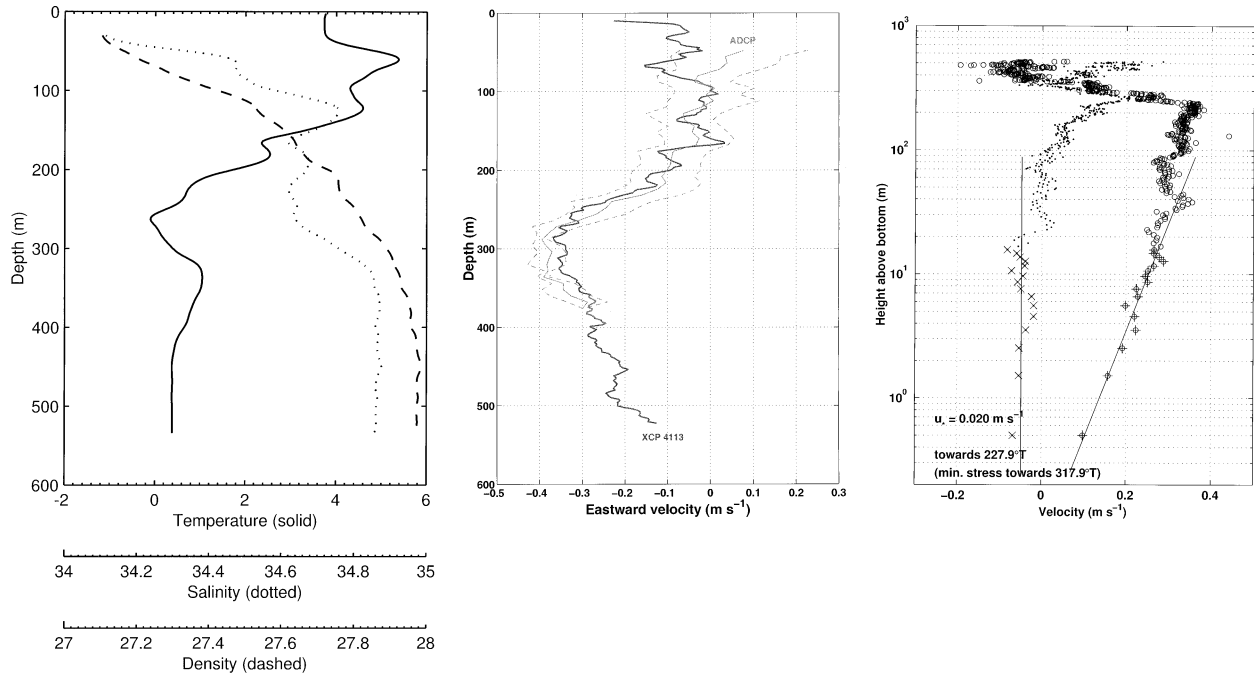 0
100
200
300
400
500
600
Depth (m)
-2 0 2 4 6
Temperature (solid)
34 34.2 34.4 34.6 34.8 35
Salinity (dotted)
27 27.2 27.4 27.6 27.8 28
Density (dashed)
0
100
200
300
400
500
600
Depth (m)
ADCP
XCP 4113
-0.5 -0.4 -0.3 -0.2 -0.1 0 0.1 0.2 0.3
Eastward velocity (m s⁻¹)
10³
10²
10¹
10⁰
Height above bottom (m)
u* = 0.020 m s⁻¹
towards 227.9°T
(min. stress towards 317.9°T)
-0.2 0 0.2 0.4
Velocity (m s⁻¹)